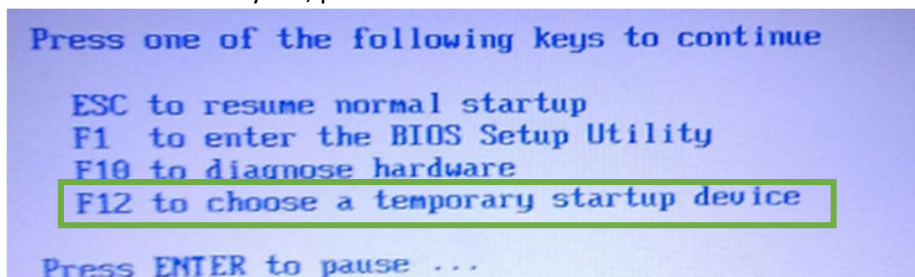 Press one of the following keys to continue
ESC to resume normal startup
F1 to enter the BIOS Setup Utility
F10 to diagnose hardware
F12 to choose a temporary startup device
Press ENTER to pause ...